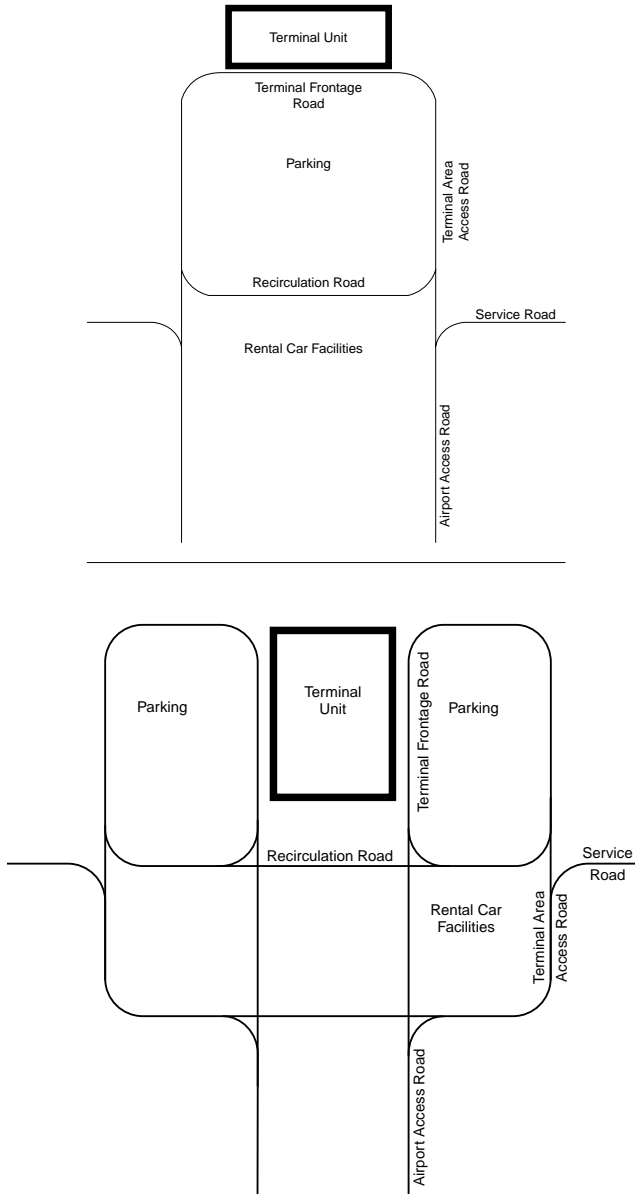 Terminal Unit
Terminal Frontage
Road
Parking
Terminal Area
Access Road
Recirculation Road
Service Road
Rental Car Facilities
Airport Access Road
Parking
Terminal
Unit
Terminal Frontage Road
Parking
Recirculation Road
Service
Road
Rental Car
Facilities
Terminal Area
Access Road
Airport Access Road